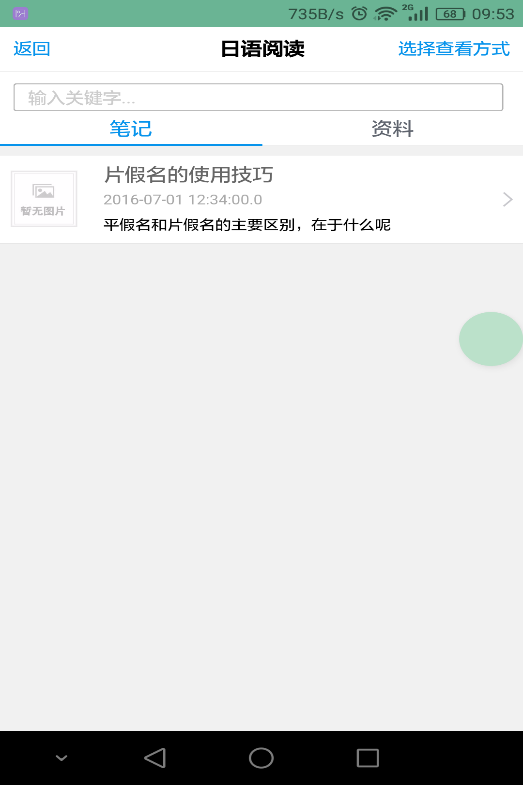 735B/s 2G 68 09:53
返回 日语阅读 选择查看方式
输入关键字...
笔记 资料
片假名的使用技巧
2016-07-01 12:34:00.0
暂无图片
平假名和片假名的主要区别，在于什么呢